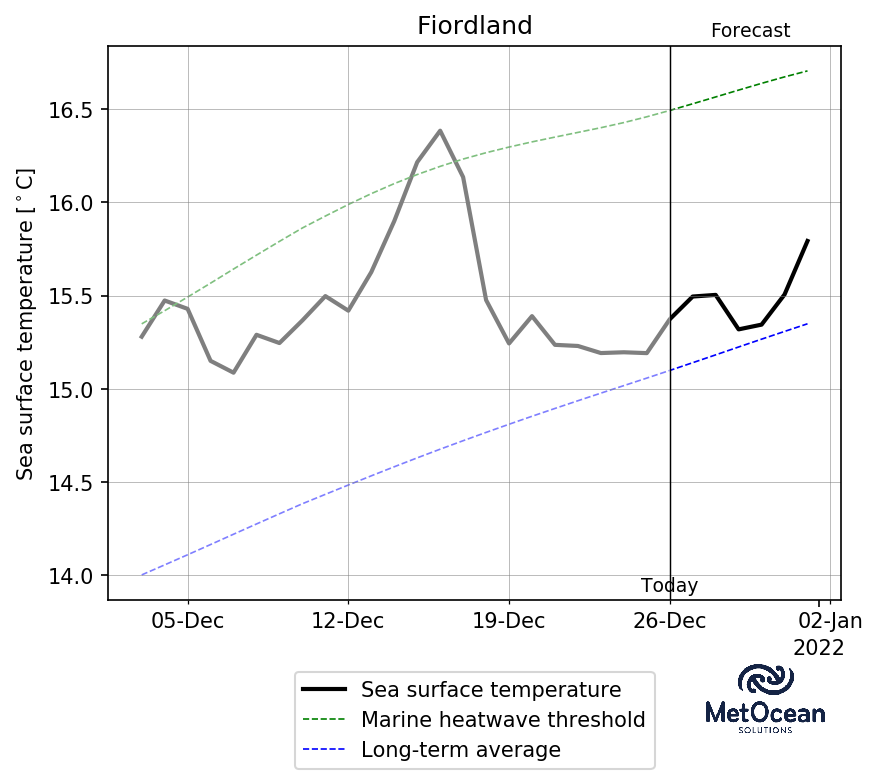 Fiordland
Forecast
Sea surface temperature [°C]
16.5
16.0
15.5
15.0
14.5
14.0
Today
05-Dec
12-Dec
19-Dec
26-Dec
02-Jan
2022
Sea surface temperature
Marine heatwave threshold
Long-term average
MetOcean
SOLUTIONS